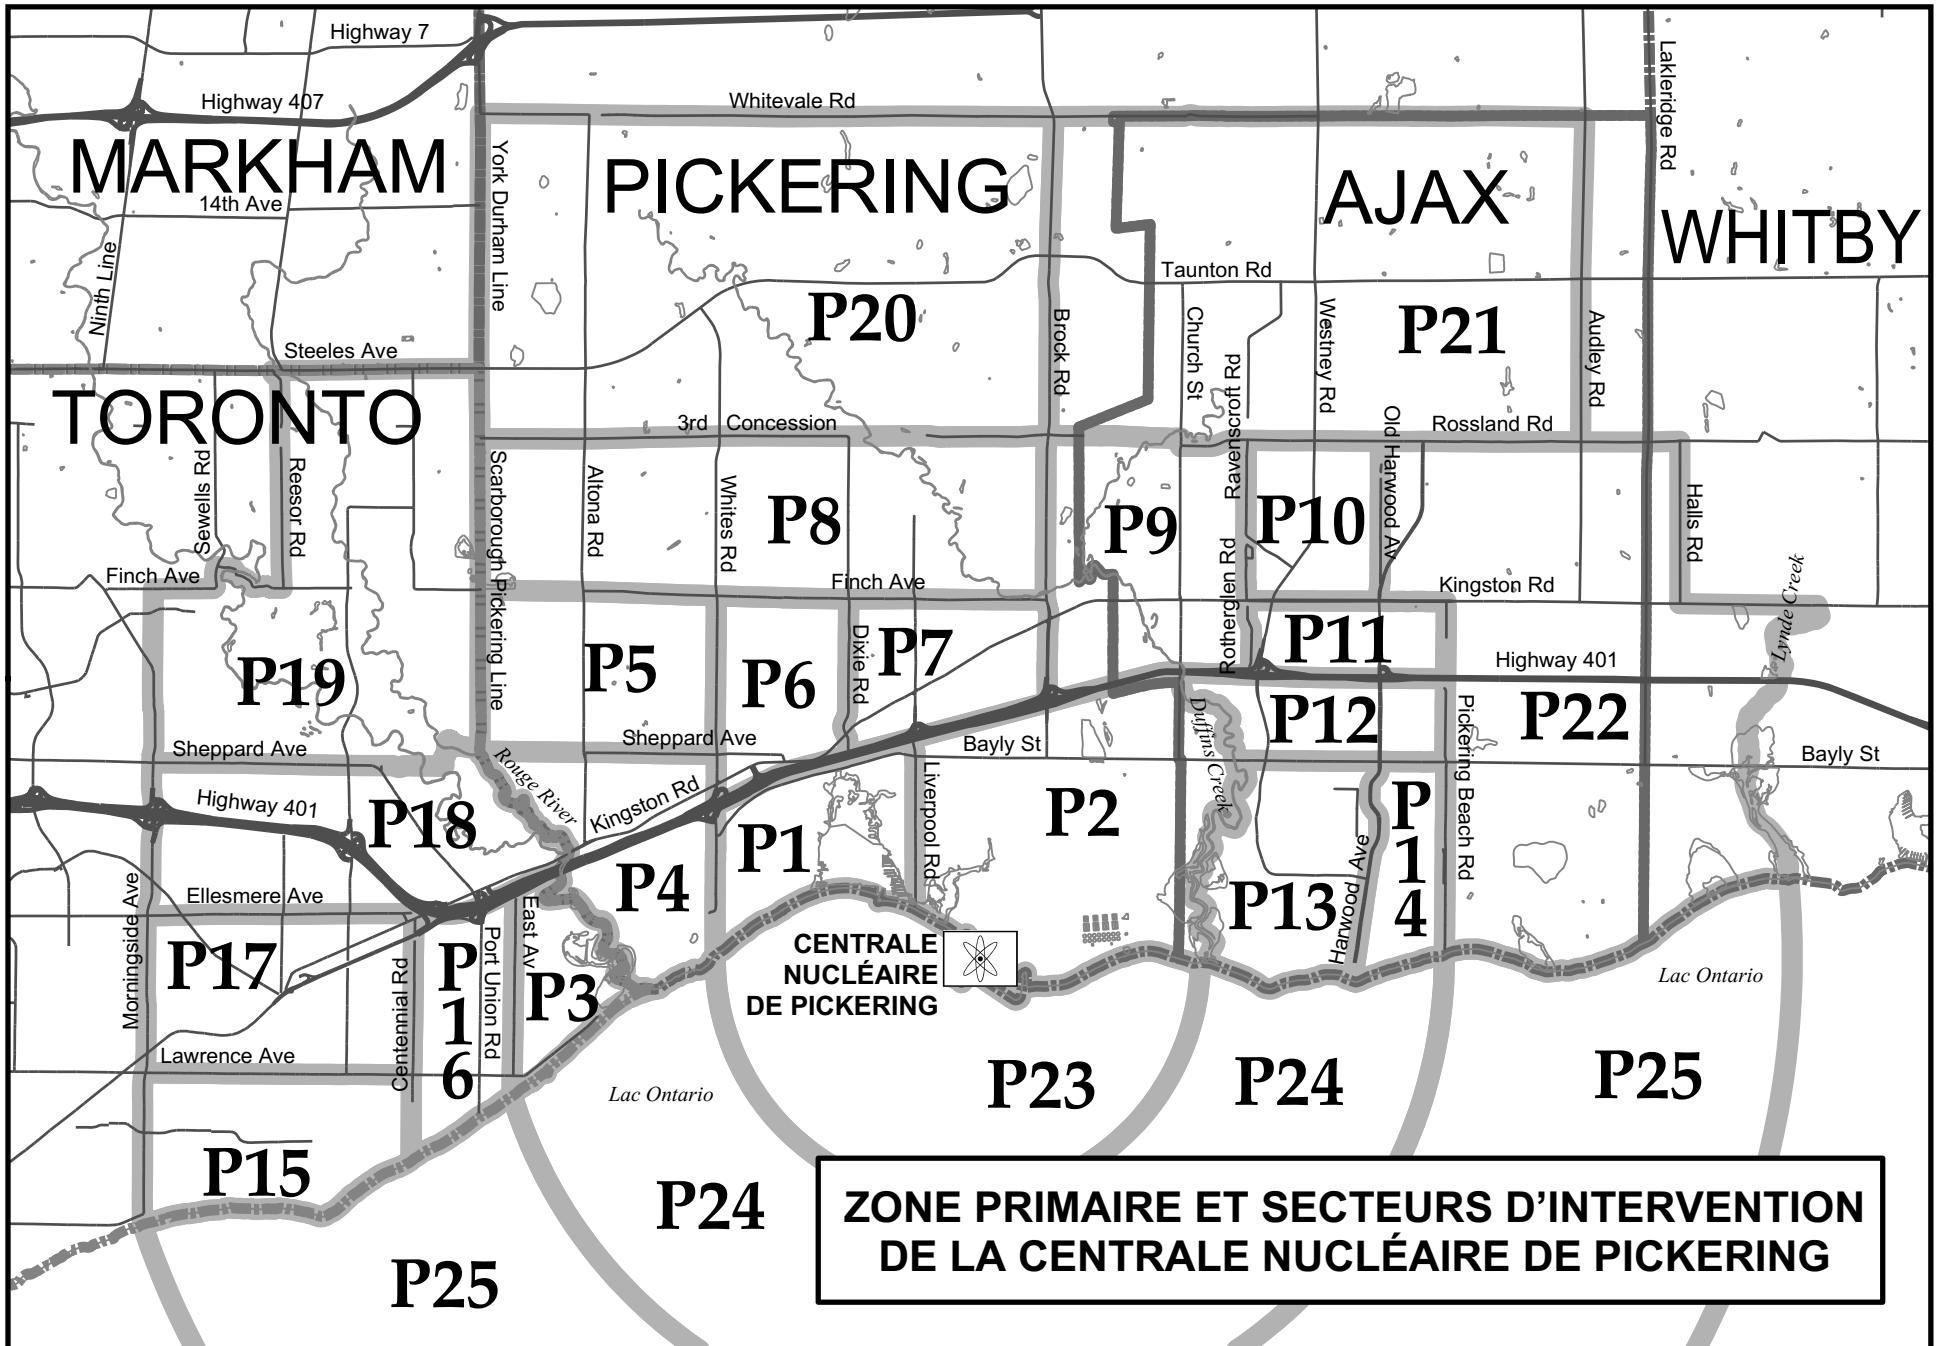 Highway 7
Highway 407
Whitevale Rd
Lakleridge Rd
MARKHAM
PICKERING
AJAX
WHITBY
14th Ave
Ninth Line
York Durham Line
Taunton Rd
P20
P21
Brock Rd
Church St
Ravenscroft Rd
Westney Rd
Audley Rd
Steeles Ave
TORONTO
3rd Concession
Rossland Rd
Old Harwood Av
Sewells Rd
Reesor Rd
Scarborough Pickering Line
Altona Rd
Whites Rd
P8
P9
P10
Halls Rd
Finch Ave
Finch Ave
Kingston Rd
Rotherglen Rd
Lynde Creek
P19
P5
P6
Dixie Rd
P7
P11
Highway 401
P12
P22
Pickering Beach Rd
Duffins Creek
Sheppard Ave
Sheppard Ave
Bayly St
Bayly St
Rouge River
Highway 401
Kingston Rd
P18
P1
Liverpool Rd
P2
P
1
4
Ellesmere Ave
P4
P13
Harwood Ave
Morningside Ave
P17
Centennial Rd
P
1
6
Port Union Rd
East Av
P3
CENTRALE
NUCLÉAIRE
DE PICKERING
Lac Ontario
Lawrence Ave
Lac Ontario
P23
P24
P25
P15
P24
P25
ZONE PRIMAIRE ET SECTEURS D’INTERVENTION
DE LA CENTRALE NUCLÉAIRE DE PICKERING